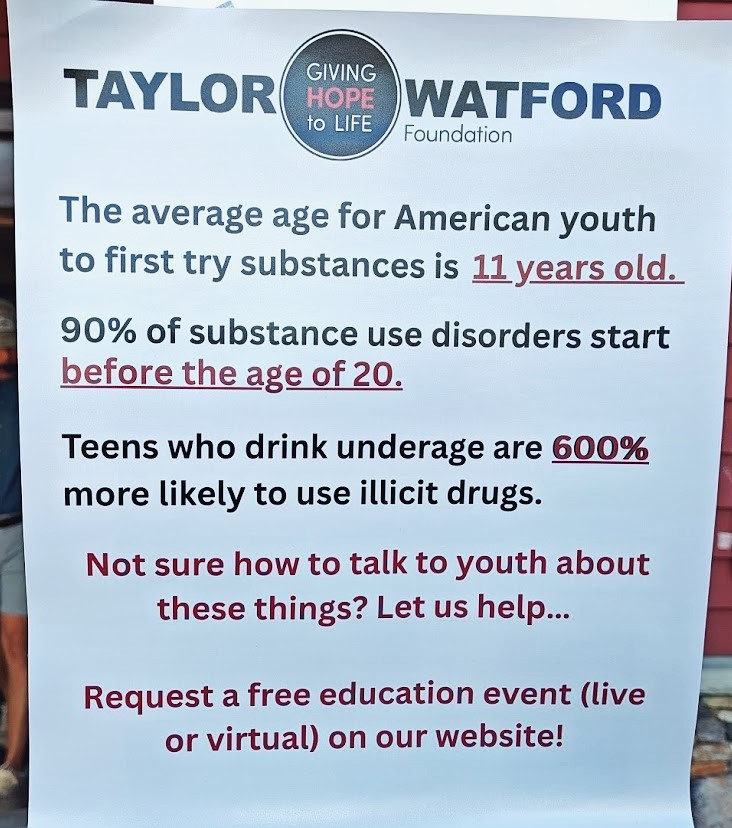 TAYLOR GIVING HOPE to LIFE WATFORD
Foundation
The average age for American youth
to first try substances is 11 years old.
90% of substance use disorders start
before the age of 20.
Teens who drink underage are 600%
more likely to use illicit drugs.
Not sure how to talk to youth about
these things? Let us help...
Request a free education event (live
or virtual) on our website!